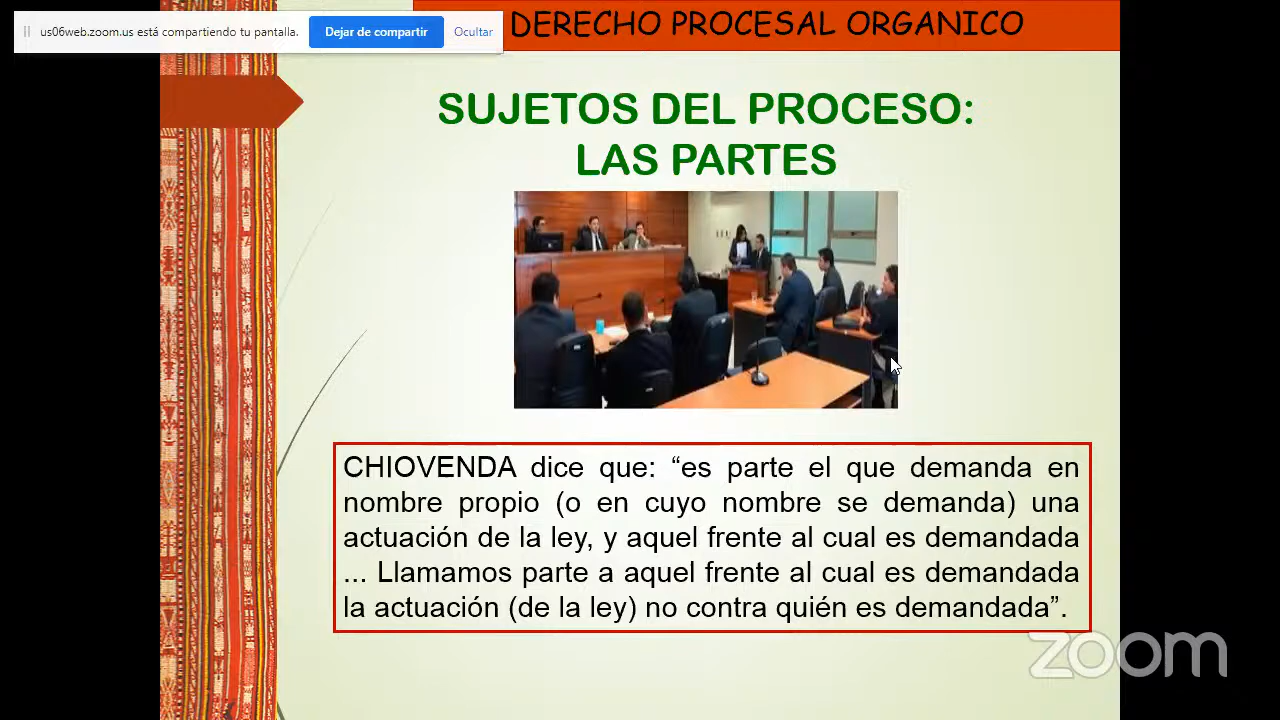 us06web.zoom.us está compartiendo tu pantalla. Dejar de compartir Ocultar
DERECHO PROCESAL ORGANICO
SUJETOS DEL PROCESO:
LAS PARTES
CHIOVENDA dice que: “es parte el que demanda en
nombre propio (o en cuyo nombre se demanda) una
actuación de la ley, y aquel frente al cual es demandada
... Llamamos parte a aquel frente al cual es demandada
la actuación (de la ley) no contra quién es demandada”.
zoom